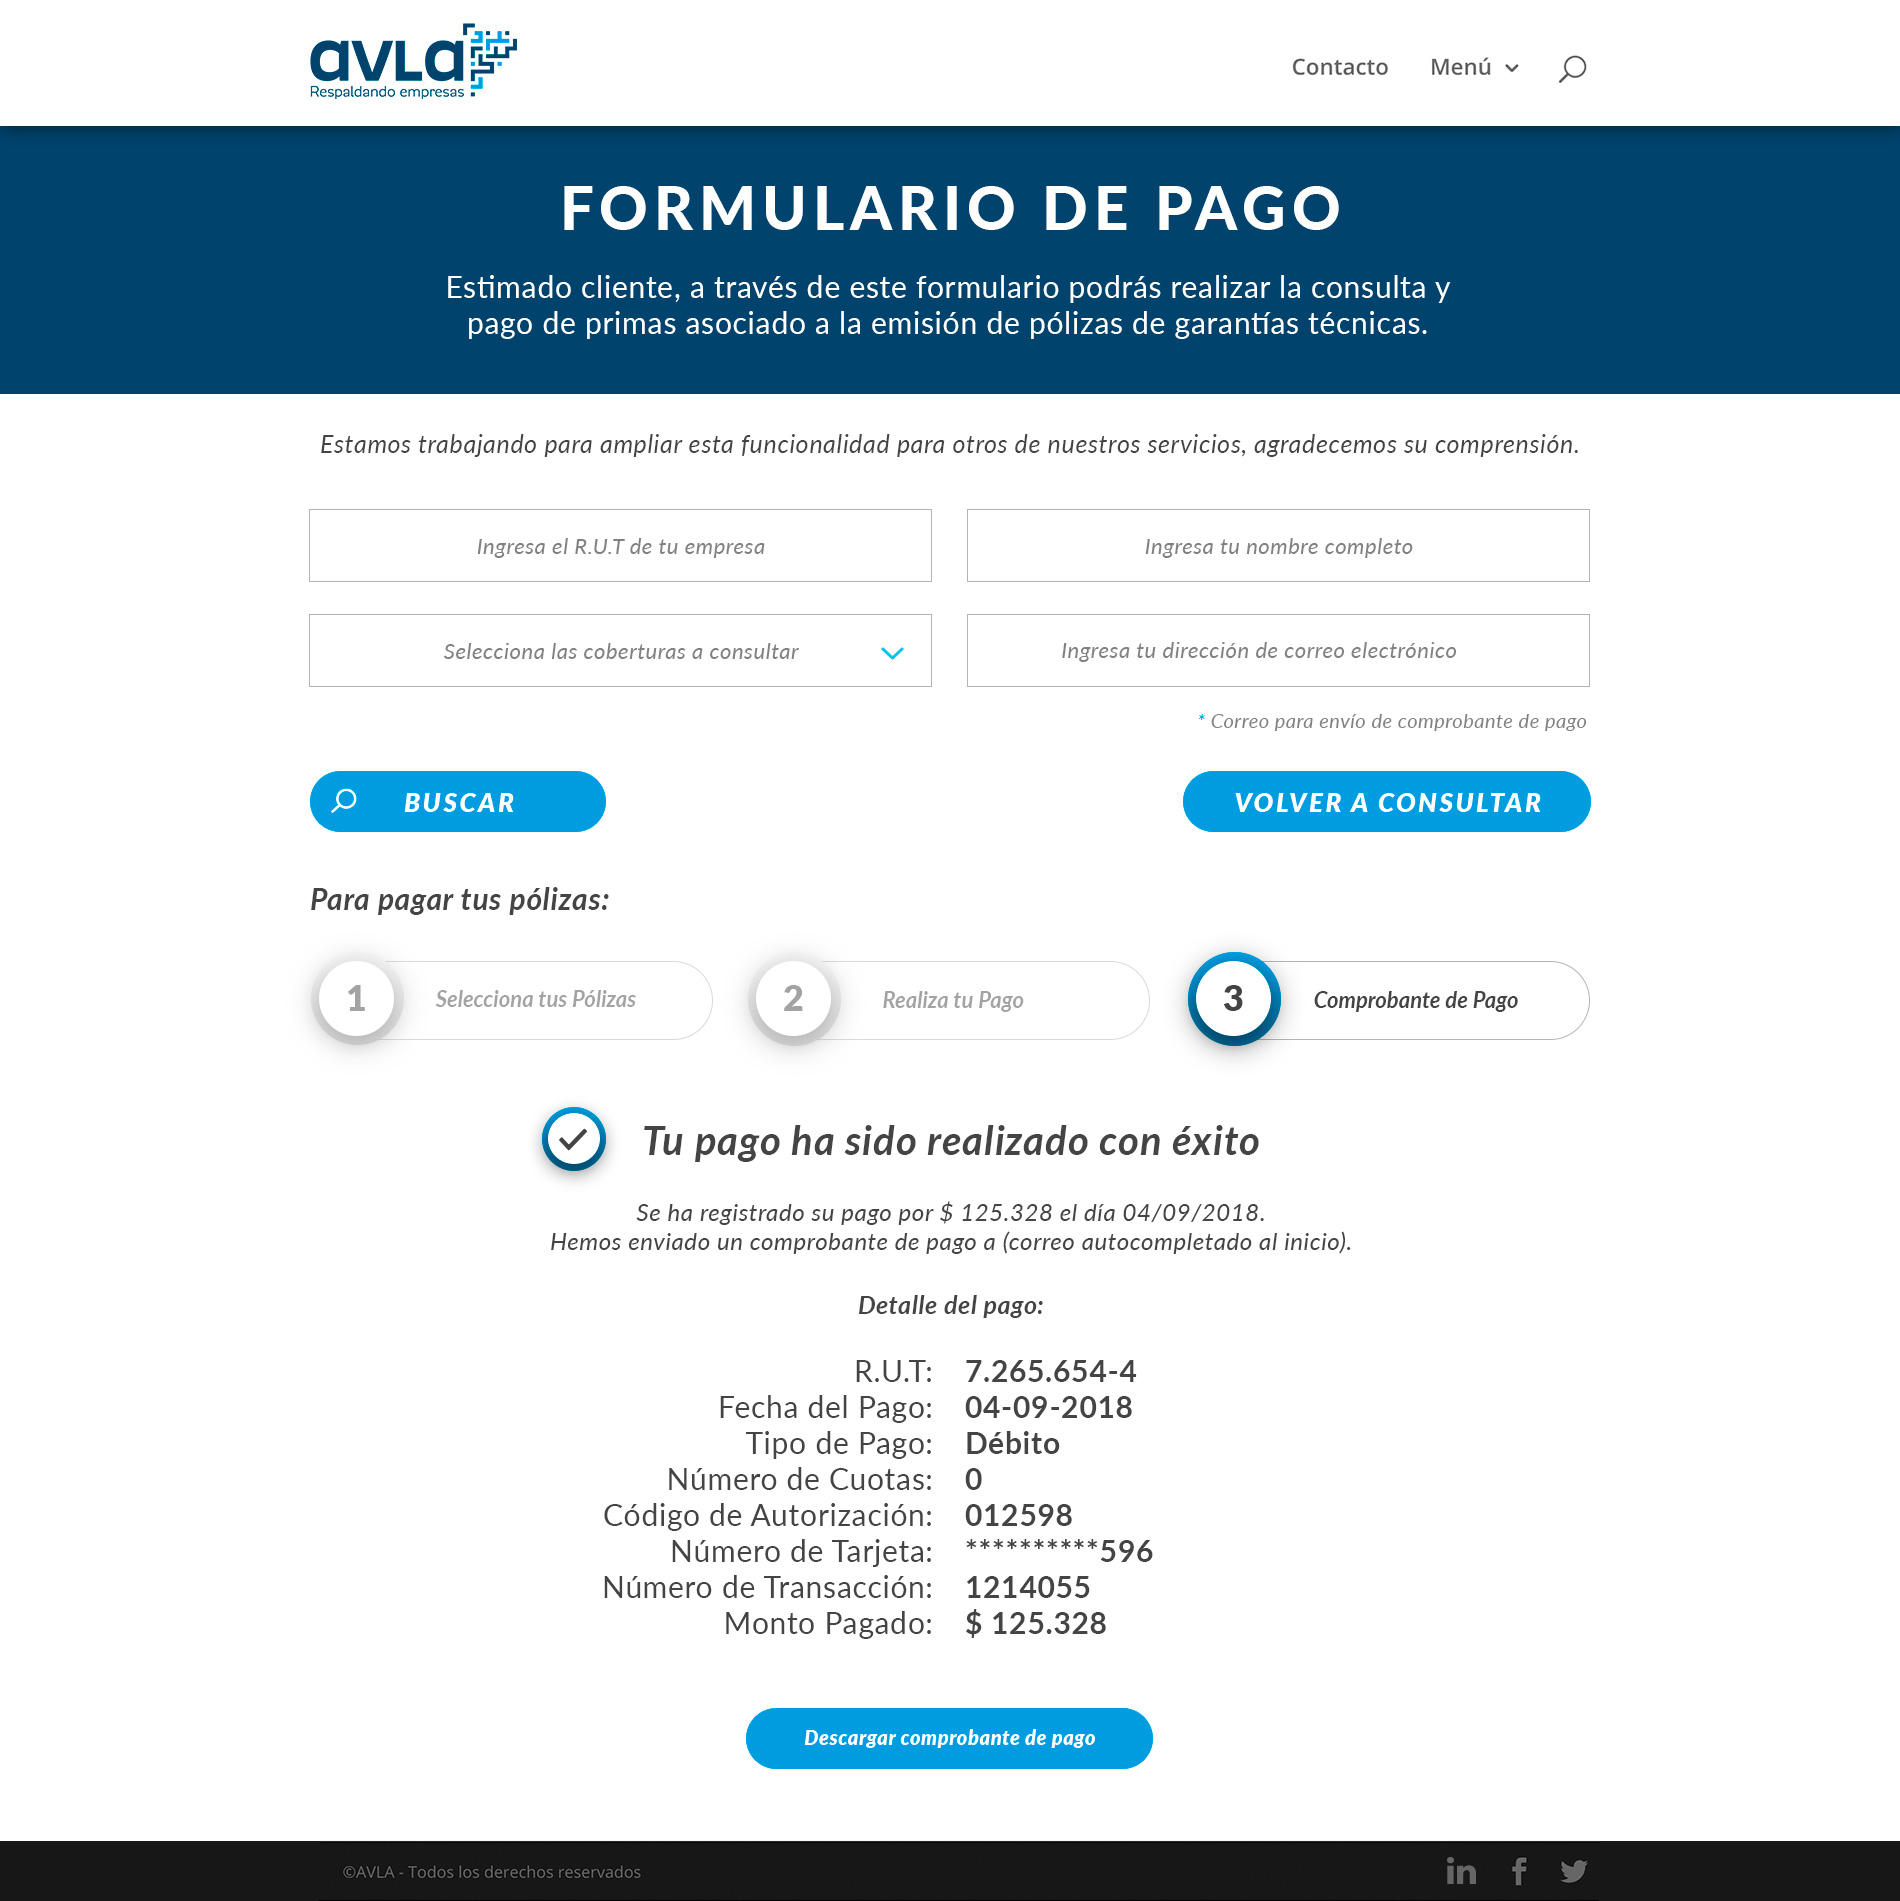 avla
Respaldando empresas
Contacto
Menú
FORMULARIO DE PAGO
Estimado cliente, a través de este formulario podrás realizar la consulta y
pago de primas asociado a la emisión de pólizas de garantías técnicas.
Estamos trabajando para ampliar esta funcionalidad para otros de nuestros servicios, agradecemos su comprensión.
Ingresa el R.U.T de tu empresa
Ingresa tu nombre completo
Selecciona las coberturas a consultar
Ingresa tu dirección de correo electrónico
* Correo para envío de comprobante de pago
BUSCAR
VOLVER A CONSULTAR
Para pagar tus pólizas:
1 Selecciona tus Pólizas
2 Realiza tu Pago
3 Comprobante de Pago
Tu pago ha sido realizado con éxito
Se ha registrado su pago por $ 125.328 el día 04/09/2018.
Hemos enviado un comprobante de pago a (correo autocompletado al inicio).
Detalle del pago:
R.U.T: 7.265.654-4
Fecha del Pago: 04-09-2018
Tipo de Pago: Débito
Número de Cuotas: 0
Código de Autorización: 012598
Número de Tarjeta: **********596
Número de Transacción: 1214055
Monto Pagado: $ 125.328
Descargar comprobante de pago
©AVLA - Todos los derechos reservados